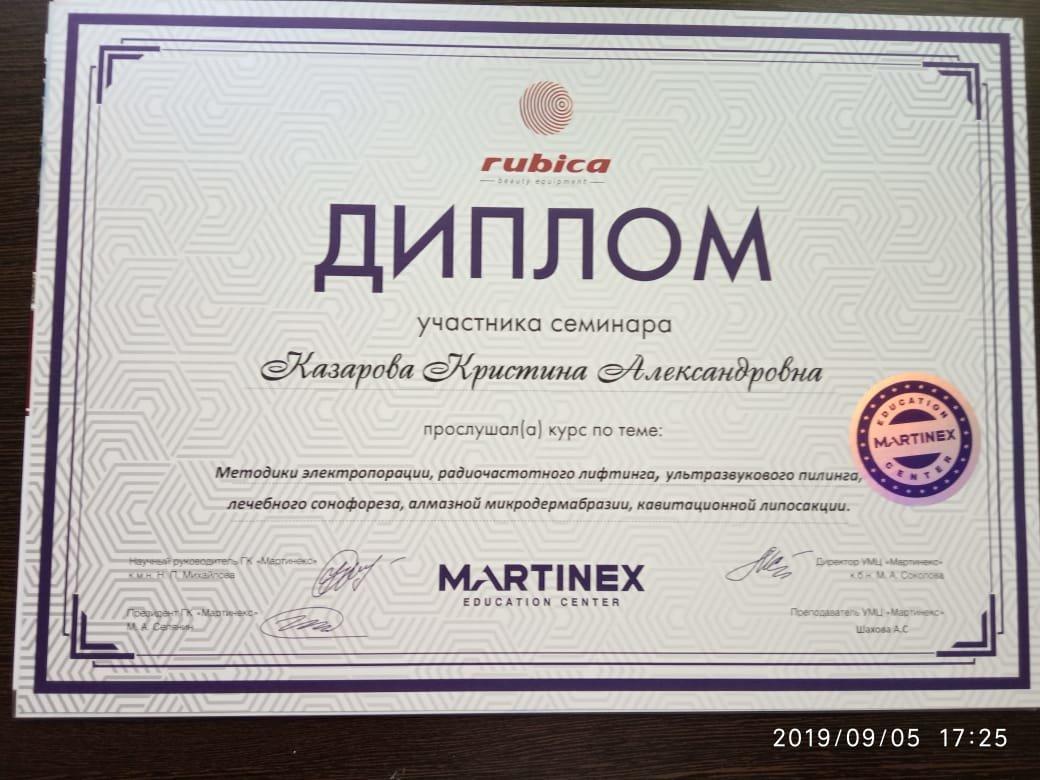 rubica
beauty equipment
ДИПЛОМ
участника семинара
Казарова Кристина Александровна
прослушал(а) курс по теме:
Методики электропорации, радиочастотного лифтинга, ультразвукового пилинга,
лечебного сонофореза, алмазной микродермабразии, кавитационной липосакции.
EDUCATION
MARTINEX
CENTER
Научный руководитель ГК «Мартинекс»
к.м.н. Н. П. Михайлова
Президент ГК «Мартинекс»
М. А. Селянин
MARTINEX
EDUCATION CENTER
Директор УМЦ «Мартинекс»
к.б.н. М. А. Соколова
Преподаватель УМЦ «Мартинекс»
Шахова А.С
2019/09/05 17:25